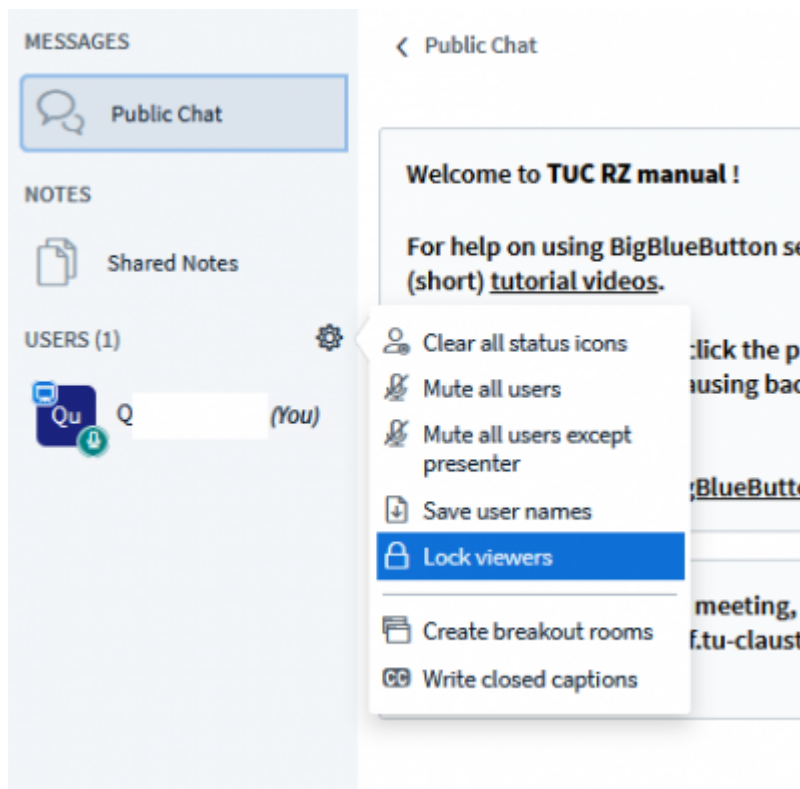 MESSAGES
Public Chat
NOTES
Shared Notes
USERS (1)
Qu
Q
(You)
Public Chat
Welcome to TUC RZ manual !
For help on using BigBlueButton se
(short) tutorial videos.
click the p
ausing bac
gBlueButto
meeting,
f.tu-claust
Clear all status icons
Mute all users
Mute all users except
presenter
Save user names
Lock viewers
Create breakout rooms
CC Write closed captions